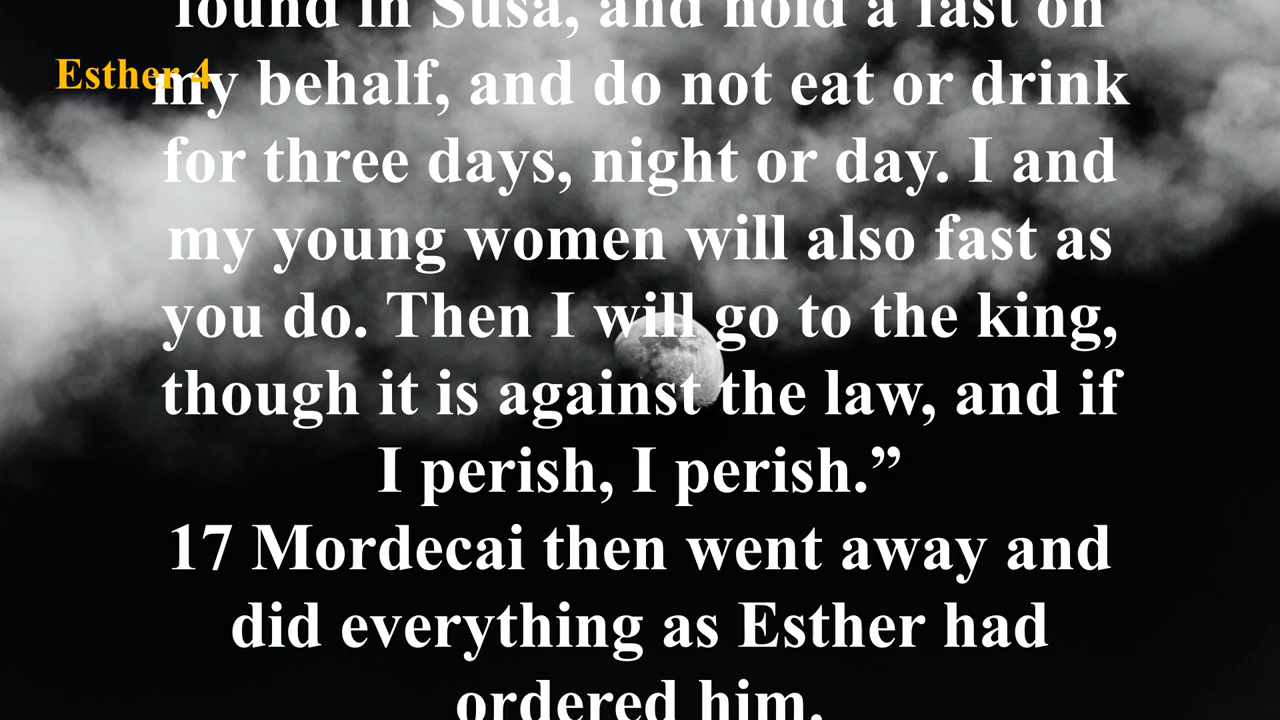 found in Susa, and hold a fast on
Esther 4
my behalf, and do not eat or drink
for three days, night or day. I and
my young women will also fast as
you do. Then I will go to the king,
though it is against the law, and if
I perish, I perish.”
17 Mordecai then went away and
did everything as Esther had
ordered him.